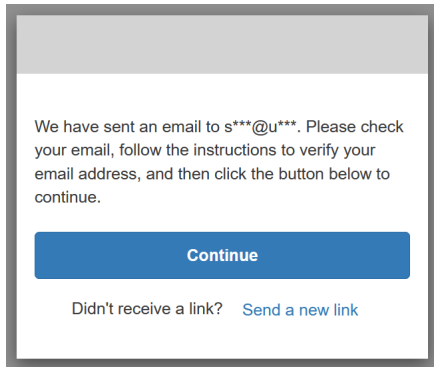 We have sent an email to s***@u***. Please check
your email, follow the instructions to verify your
email address, and then click the button below to
continue.
Continue
Didn't receive a link? Send a new link